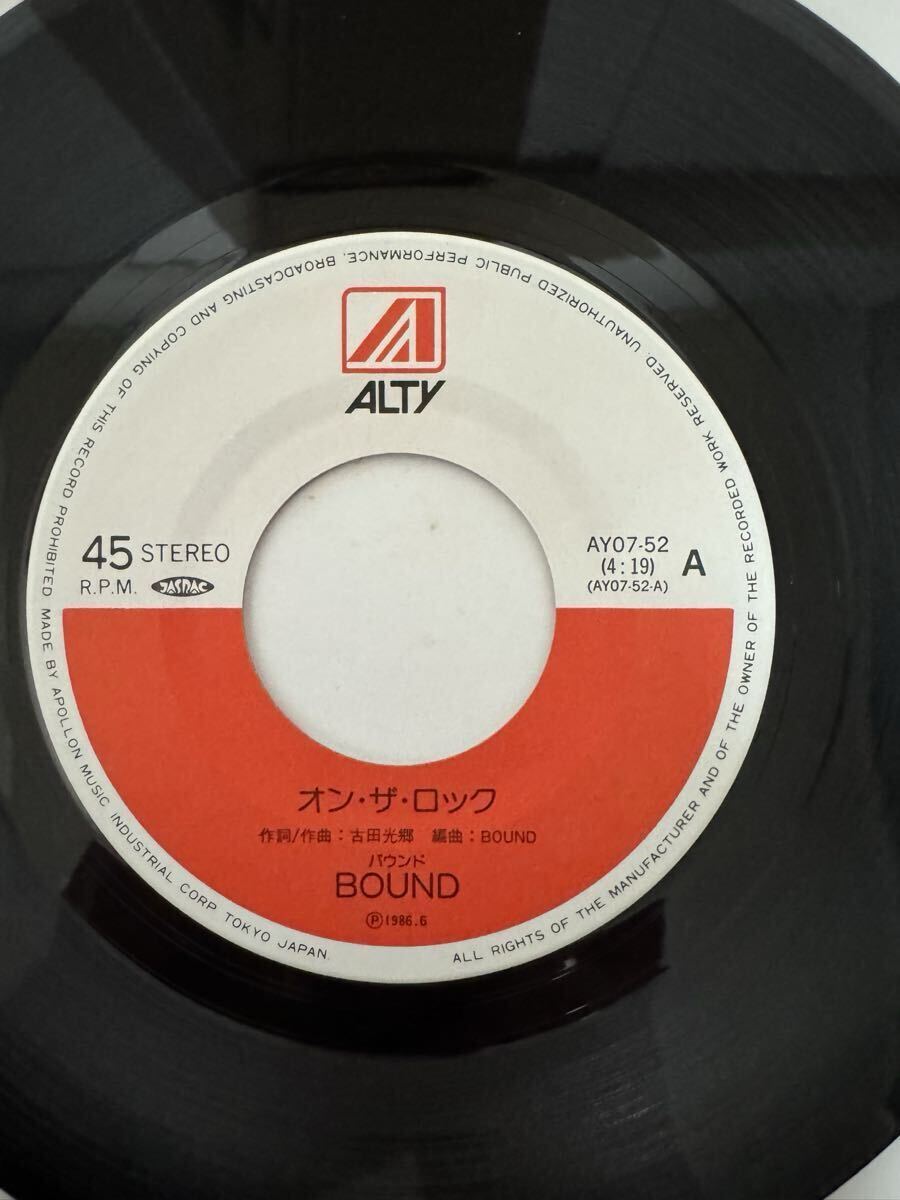 ALTY
45 STEREO
R.P.M. JASRAC
AY07-52
(4:19)
(AY07-52-A)
A
オン・ザ・ロック
作詞/作曲:古田光郷 編曲:BOUND
バウンド
BOUND
Ⓟ1986.6
ALL RIGHTS OF THE MANUFACTURER AND OF THE OWNER OF THE RECORDED WORK RESERVED. UNAUTHORIZED PUBLIC PERFORMANCE. BROADCASTING AND COPYING OF THIS RECORD PROHIBITED. MADE BY APOLLON MUSIC INDUSTRIAL CORP. TOKYO JAPAN.